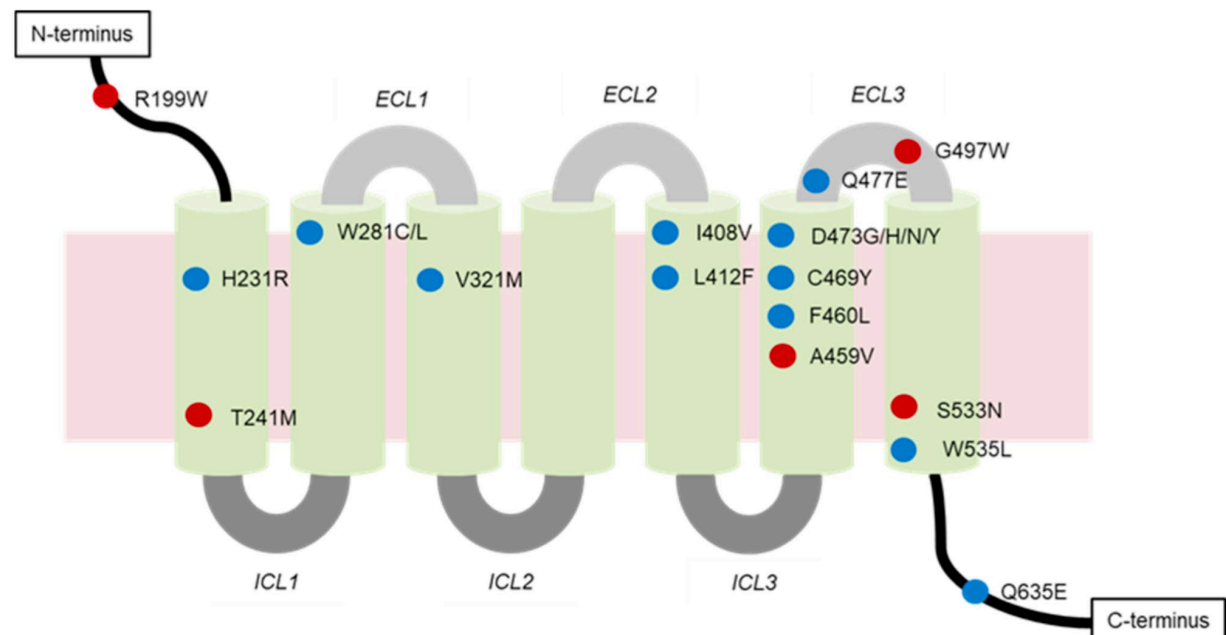 N-terminus
R199W
ECL1
ECL2
ECL3
G497W
Q477E
W281C/L
I408V
D473G/H/N/Y
H231R
V321M
L412F
C469Y
F460L
A459V
T241M
S533N
W535L
ICL1
ICL2
ICL3
Q635E
C-terminus